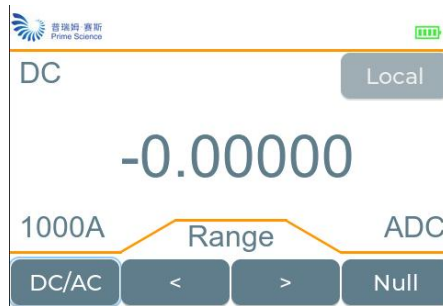 普瑞姆·赛斯
Prime Science
DC
Local
-0.00000
1000A
Range
ADC
DC/AC
<
>
Null